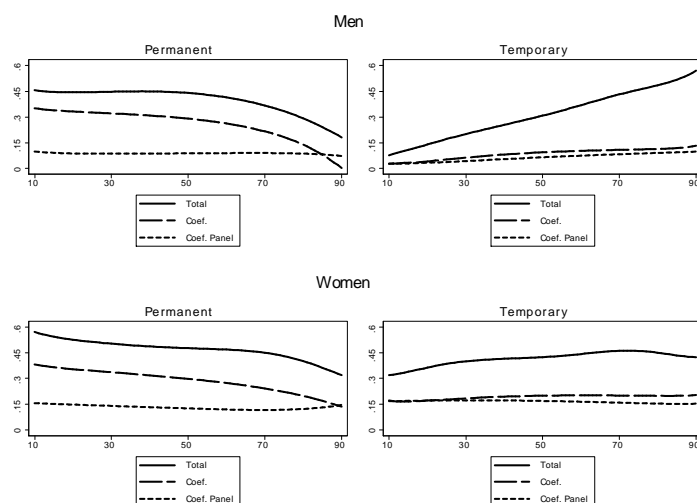 Men
Permanent
Temporary
.6
.45
.3
.15
0
10 30 50 70 90
.6
.45
.3
.15
0
10 30 50 70 90
Total
Coef.
Coef. Panel
Total
Coef.
Coef. Panel
Women
Permanent
Temporary
.6
.45
.3
.15
0
10 30 50 70 90
.6
.45
.3
.15
0
10 30 50 70 90
Total
Coef.
Coef. Panel
Total
Coef.
Coef. Panel